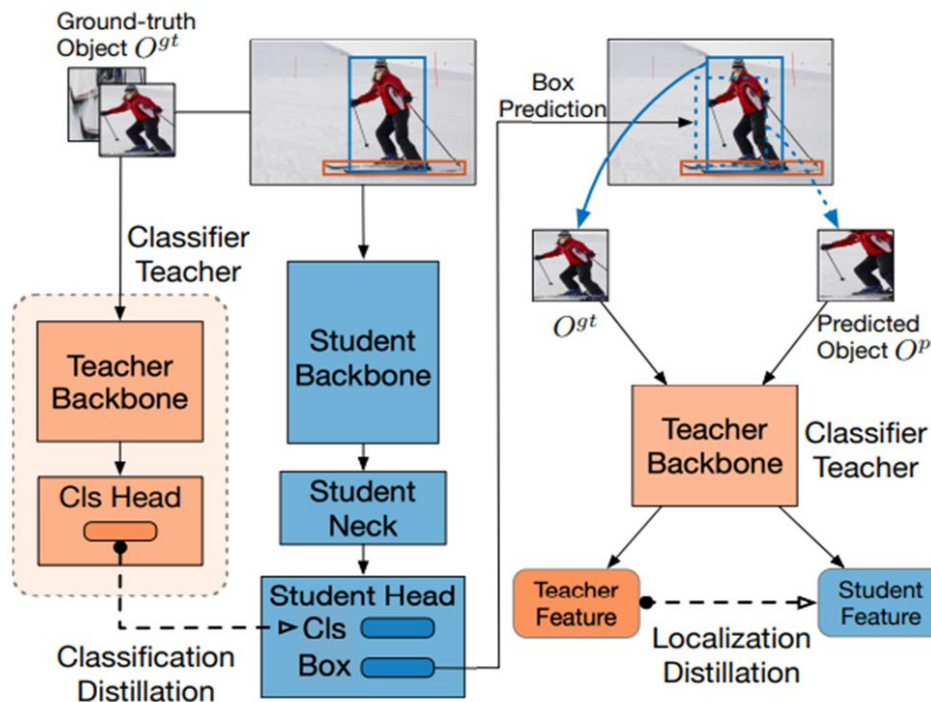 Ground-truth
Object O^{gt}
Classifier
Teacher
Teacher
Backbone
Cls Head
Classification
Distillation
Student
Backbone
Student
Neck
Student Head
Cls
Box
Box
Prediction
O^{gt}
Predicted
Object O^p
Teacher
Backbone
Classifier
Teacher
Teacher
Feature
Student
Feature
Localization
Distillation